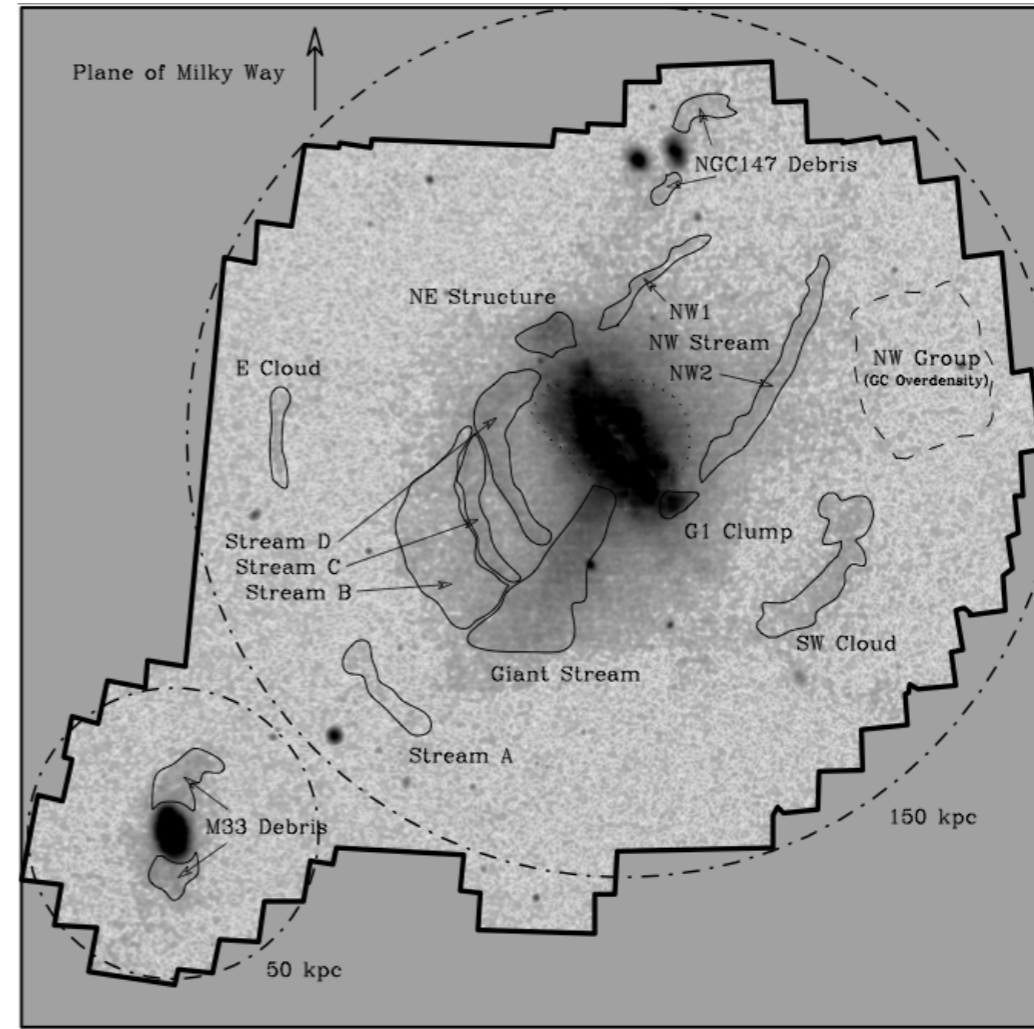 Plane of Milky Way
NGC147 Debris
NE Structure
NW1
NW Stream
NW2
NW Group
(GC Overdensity)
E Cloud
Stream D
Stream C
Stream B
G1 Clump
SW Cloud
Giant Stream
Stream A
M33 Debris
150 kpc
50 kpc